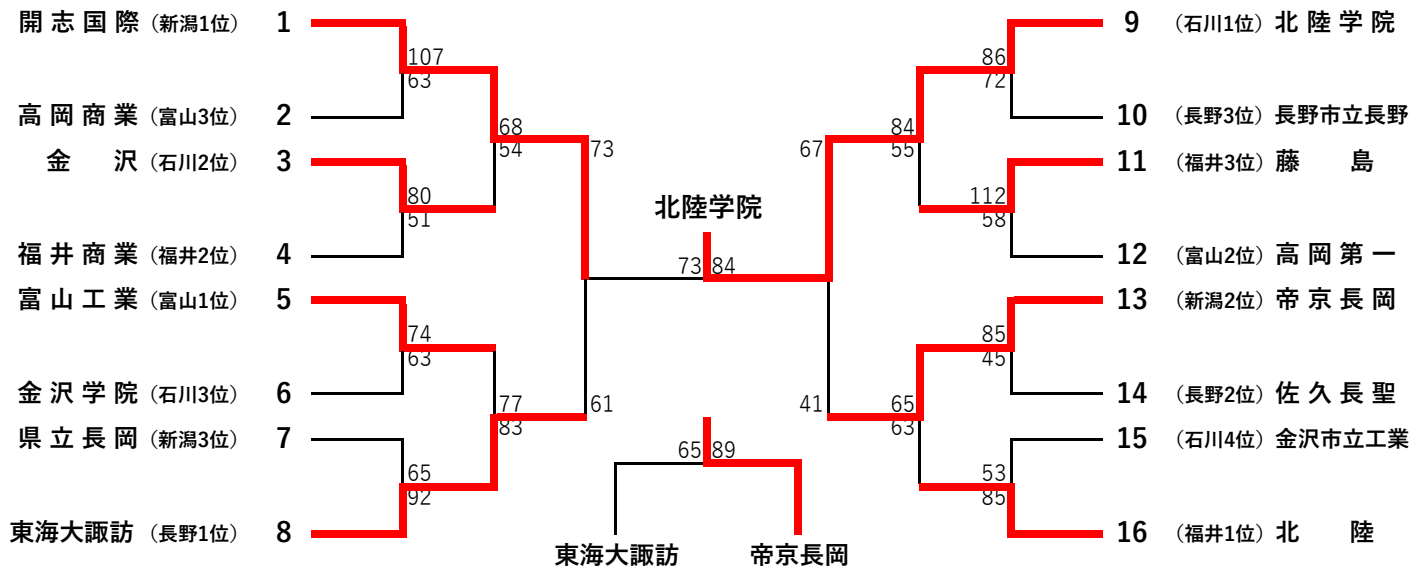 開志国際 (新潟1位) 1
107
63
高岡商業 (富山3位) 2
68
54
金沢 (石川2位) 3
80
51
福井商業 (福井2位) 4
73
富山工業 (富山1位) 5
74
63
金沢学院 (石川3位) 6
77
83
県立長岡 (新潟3位) 7
65
92
東海大諏訪 (長野1位) 8
61
北陸学院
73 84
65 89
東海大諏訪 帝京長岡
9 (石川1位) 北陸学院
86
72
10 (長野3位) 長野市立長野
84
55
11 (福井3位) 藤島
112
58
12 (富山2位) 高岡第一
67
13 (新潟2位) 帝京長岡
85
45
14 (長野2位) 佐久長聖
65
63
15 (石川4位) 金沢市立工業
53
85
16 (福井1位) 北陸
41